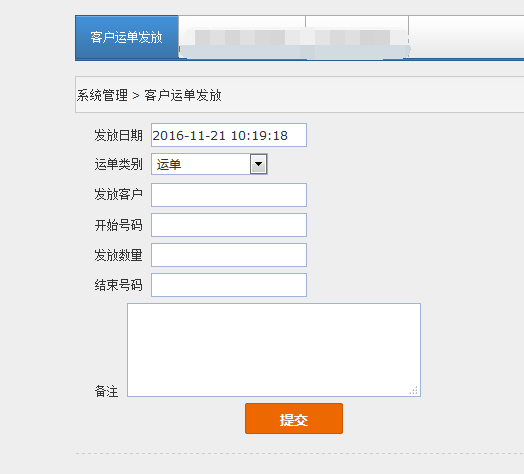 客户运单发放
系统管理 > 客户运单发放
发放日期 2016-11-21 10:19:18
运单类别 运单
发放客户
开始号码
发放数量
结束号码
备注
提交